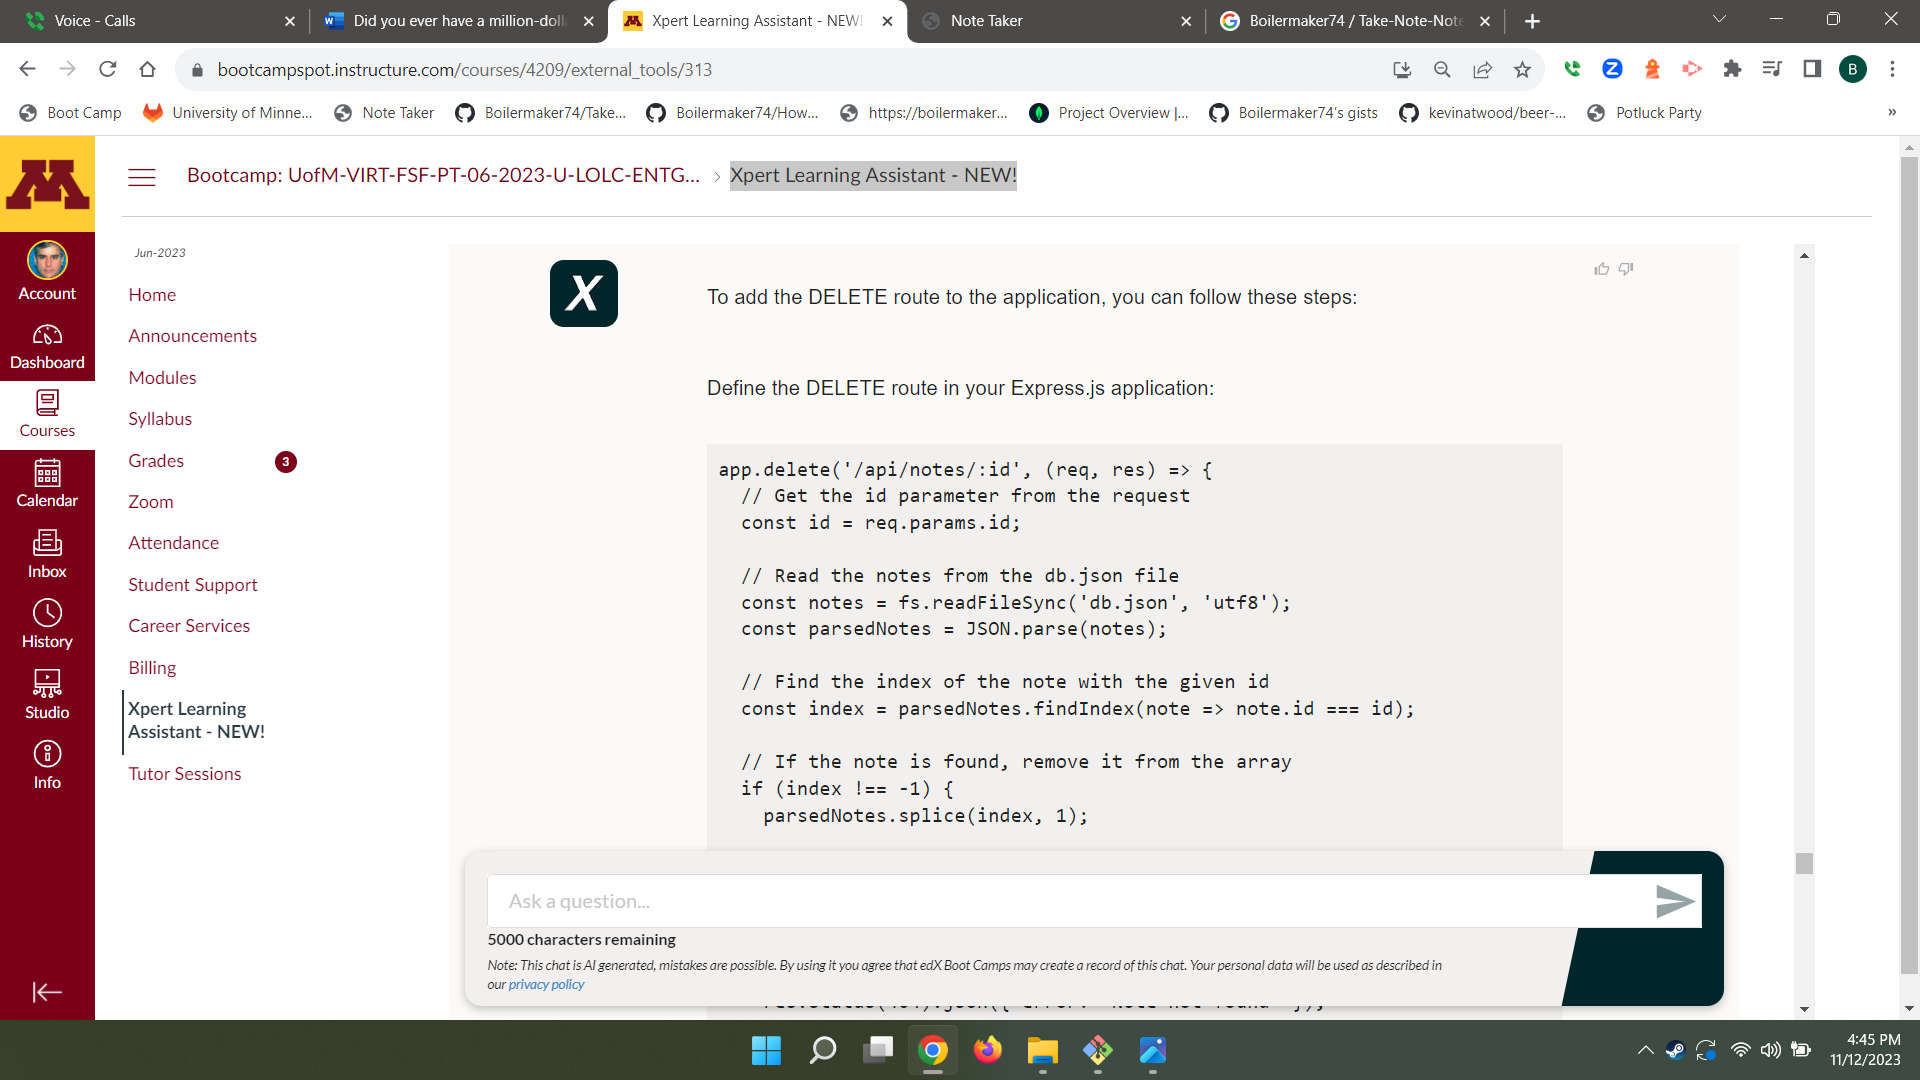 Voice - Calls
Did you ever have a million-doll
Xpert Learning Assistant - NEW!
Note Taker
Boilermaker74 / Take-Note-Note
bootcampspot.instructure.com/courses/4209/external_tools/313
B
Boot Camp
University of Minne...
Note Taker
Boilermaker74/Take...
Boilermaker74/How...
https://boilermaker...
Project Overview |...
Boilermaker74's gists
kevinatwood/beer-...
Potluck Party
»
M
Bootcamp: UofM-VIRT-FSF-PT-06-2023-U-LOLC-ENTG... › Xpert Learning Assistant - NEW!
Account
Dashboard
Courses
Calendar
Inbox
History
Studio
Info
Jun-2023
Home
Announcements
Modules
Syllabus
Grades
3
Zoom
Attendance
Student Support
Career Services
Billing
Xpert Learning
Assistant - NEW!
Tutor Sessions
X
To add the DELETE route to the application, you can follow these steps:
Define the DELETE route in your Express.js application:
app.delete('/api/notes/:id', (req, res) => {
// Get the id parameter from the request
const id = req.params.id;
// Read the notes from the db.json file
const notes = fs.readFileSync('db.json', 'utf8');
const parsedNotes = JSON.parse(notes);
// Find the index of the note with the given id
const index = parsedNotes.findIndex(note => note.id === id);
// If the note is found, remove it from the array
if (index !== -1) {
parsedNotes.splice(index, 1);
Ask a question...
5000 characters remaining
Note: This chat is AI generated, mistakes are possible. By using it you agree that edX Boot Camps may create a record of this chat. Your personal data will be used as described in
our privacy policy
4:45 PM
11/12/2023